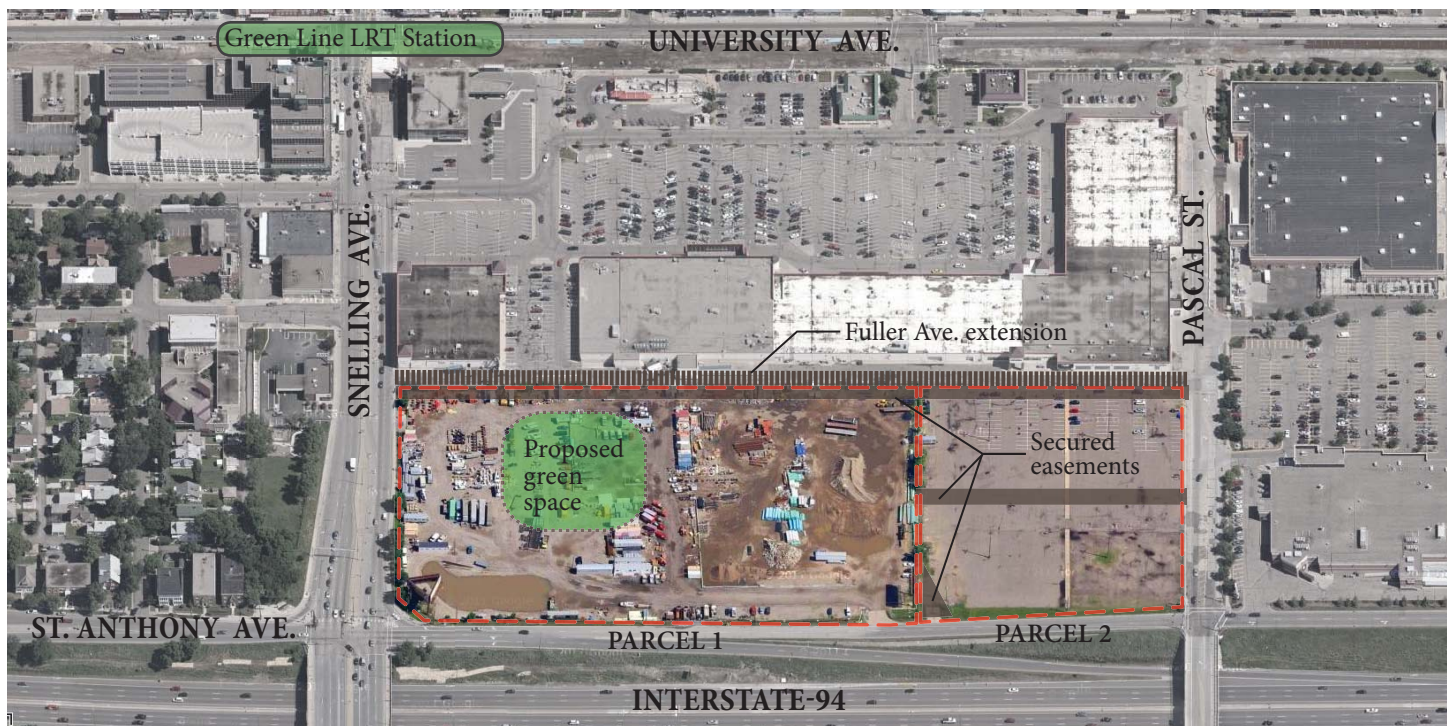 Green Line LRT Station
UNIVERSITY AVE.
SNELLING AVE.
PASCAL ST.
Fuller Ave. extension
Proposed
green
space
Secured
easements
ST. ANTHONY AVE.
PARCEL 1
PARCEL 2
INTERSTATE-94